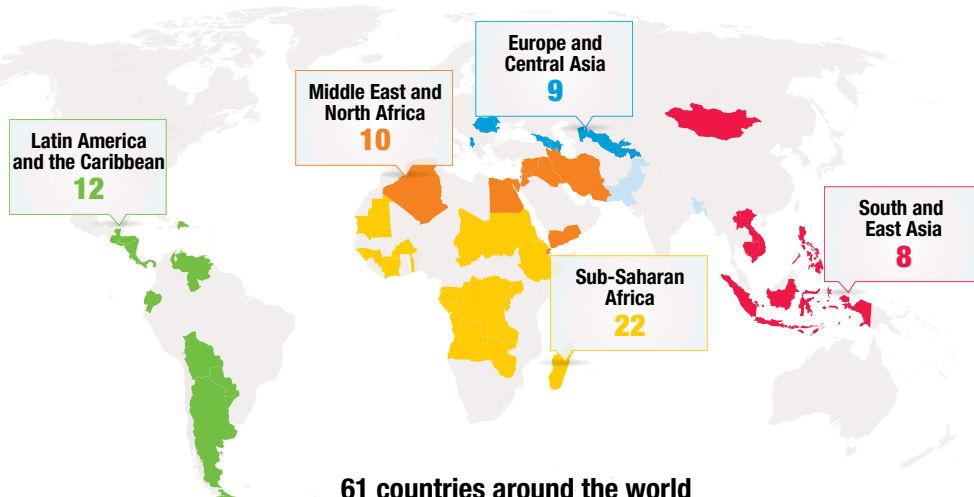 Europe and
Central Asia
9
Middle East and
North Africa
10
Latin America
and the Caribbean
12
South and
East Asia
8
Sub-Saharan
Africa
22
61 countries around the world